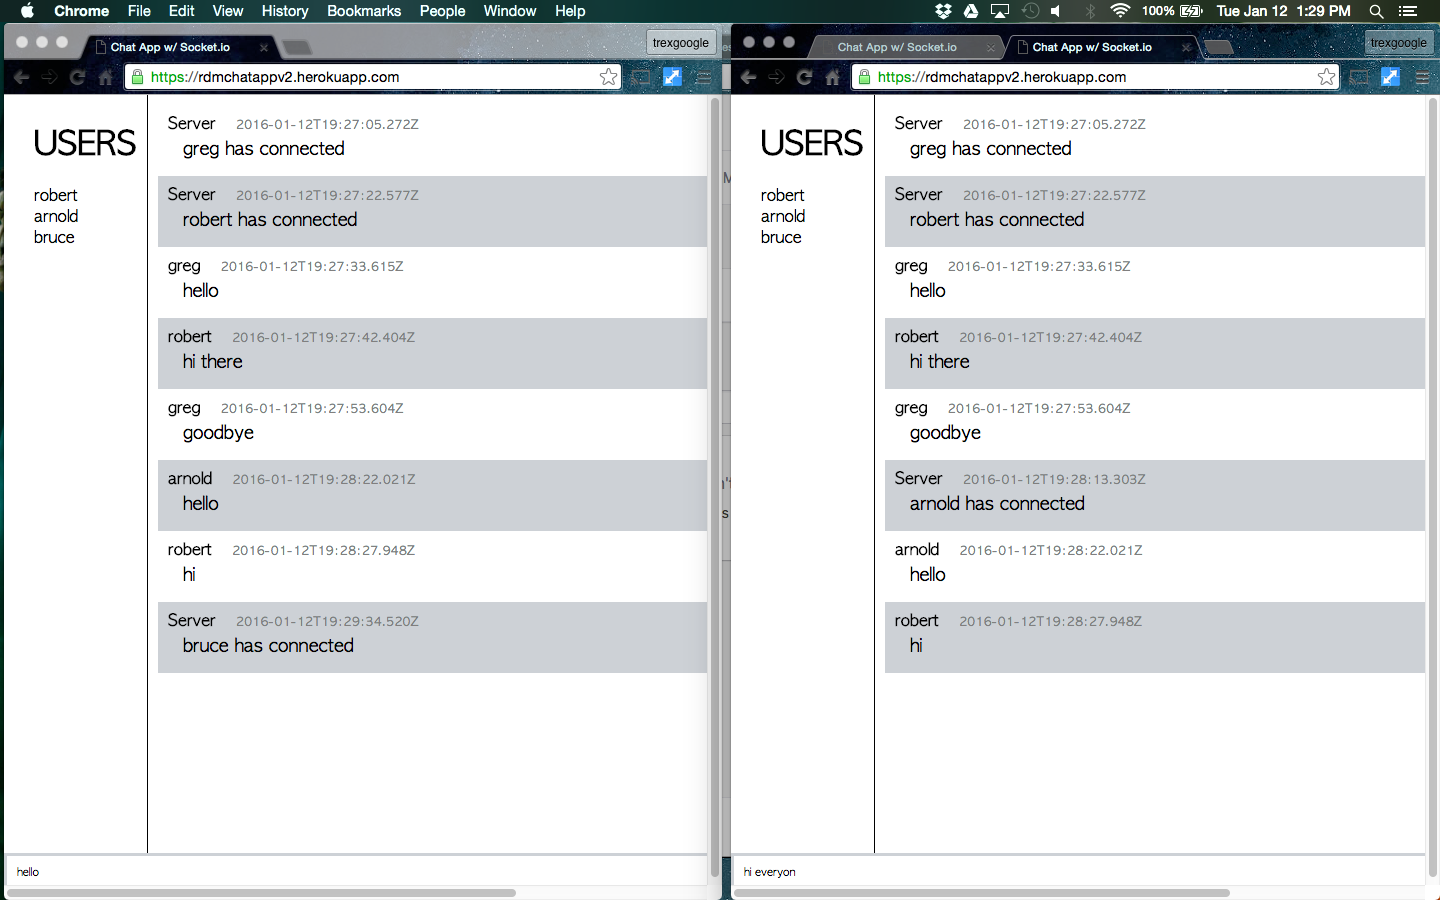 Chrome File Edit View History Bookmarks People Window Help 100% Tue Jan 12 1:29 PM
Chat App w/ Socket.io trexgoogle
https://rdmchatappv2.herokuapp.com
USERS
robert
arnold
bruce
Server 2016-01-12T19:27:05.272Z
greg has connected
Server 2016-01-12T19:27:22.577Z
robert has connected
greg 2016-01-12T19:27:33.615Z
hello
robert 2016-01-12T19:27:42.404Z
hi there
greg 2016-01-12T19:27:53.604Z
goodbye
arnold 2016-01-12T19:28:22.021Z
hello
robert 2016-01-12T19:28:27.948Z
hi
Server 2016-01-12T19:29:34.520Z
bruce has connected
hello
Chat App w/ Socket.io Chat App w/ Socket.io trexgoogle
https://rdmchatappv2.herokuapp.com
USERS
robert
arnold
bruce
Server 2016-01-12T19:27:05.272Z
greg has connected
Server 2016-01-12T19:27:22.577Z
robert has connected
greg 2016-01-12T19:27:33.615Z
hello
robert 2016-01-12T19:27:42.404Z
hi there
greg 2016-01-12T19:27:53.604Z
goodbye
Server 2016-01-12T19:28:13.303Z
arnold has connected
arnold 2016-01-12T19:28:22.021Z
hello
robert 2016-01-12T19:28:27.948Z
hi
hi everyon